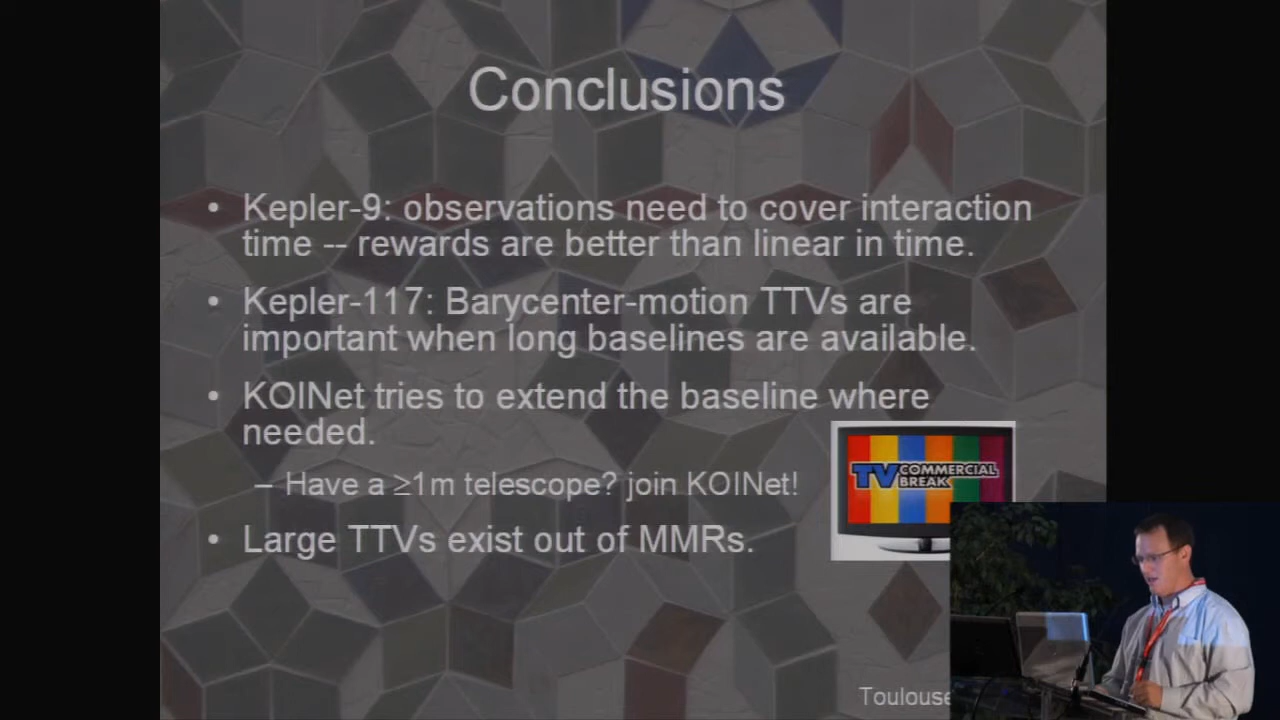 Conclusions
• Kepler-9: observations need to cover interaction
time -- rewards are better than linear in time.
• Kepler-117: Barycenter-motion TTVs are
important when long baselines are available.
• KOINet tries to extend the baseline where
needed.
– Have a ≥1m telescope? join KOINet!
TV COMMERCIAL
BREAK
• Large TTVs exist out of MMRs.
Toulouse